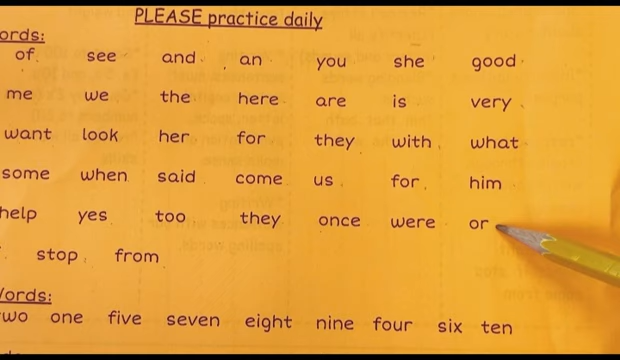 PLEASE practice daily
ords:
of see and an you she good
me we the here are is very
want look her for they with what
some when said come us for him
help yes too they once were or
stop from
Words:
two one five seven eight nine four six ten